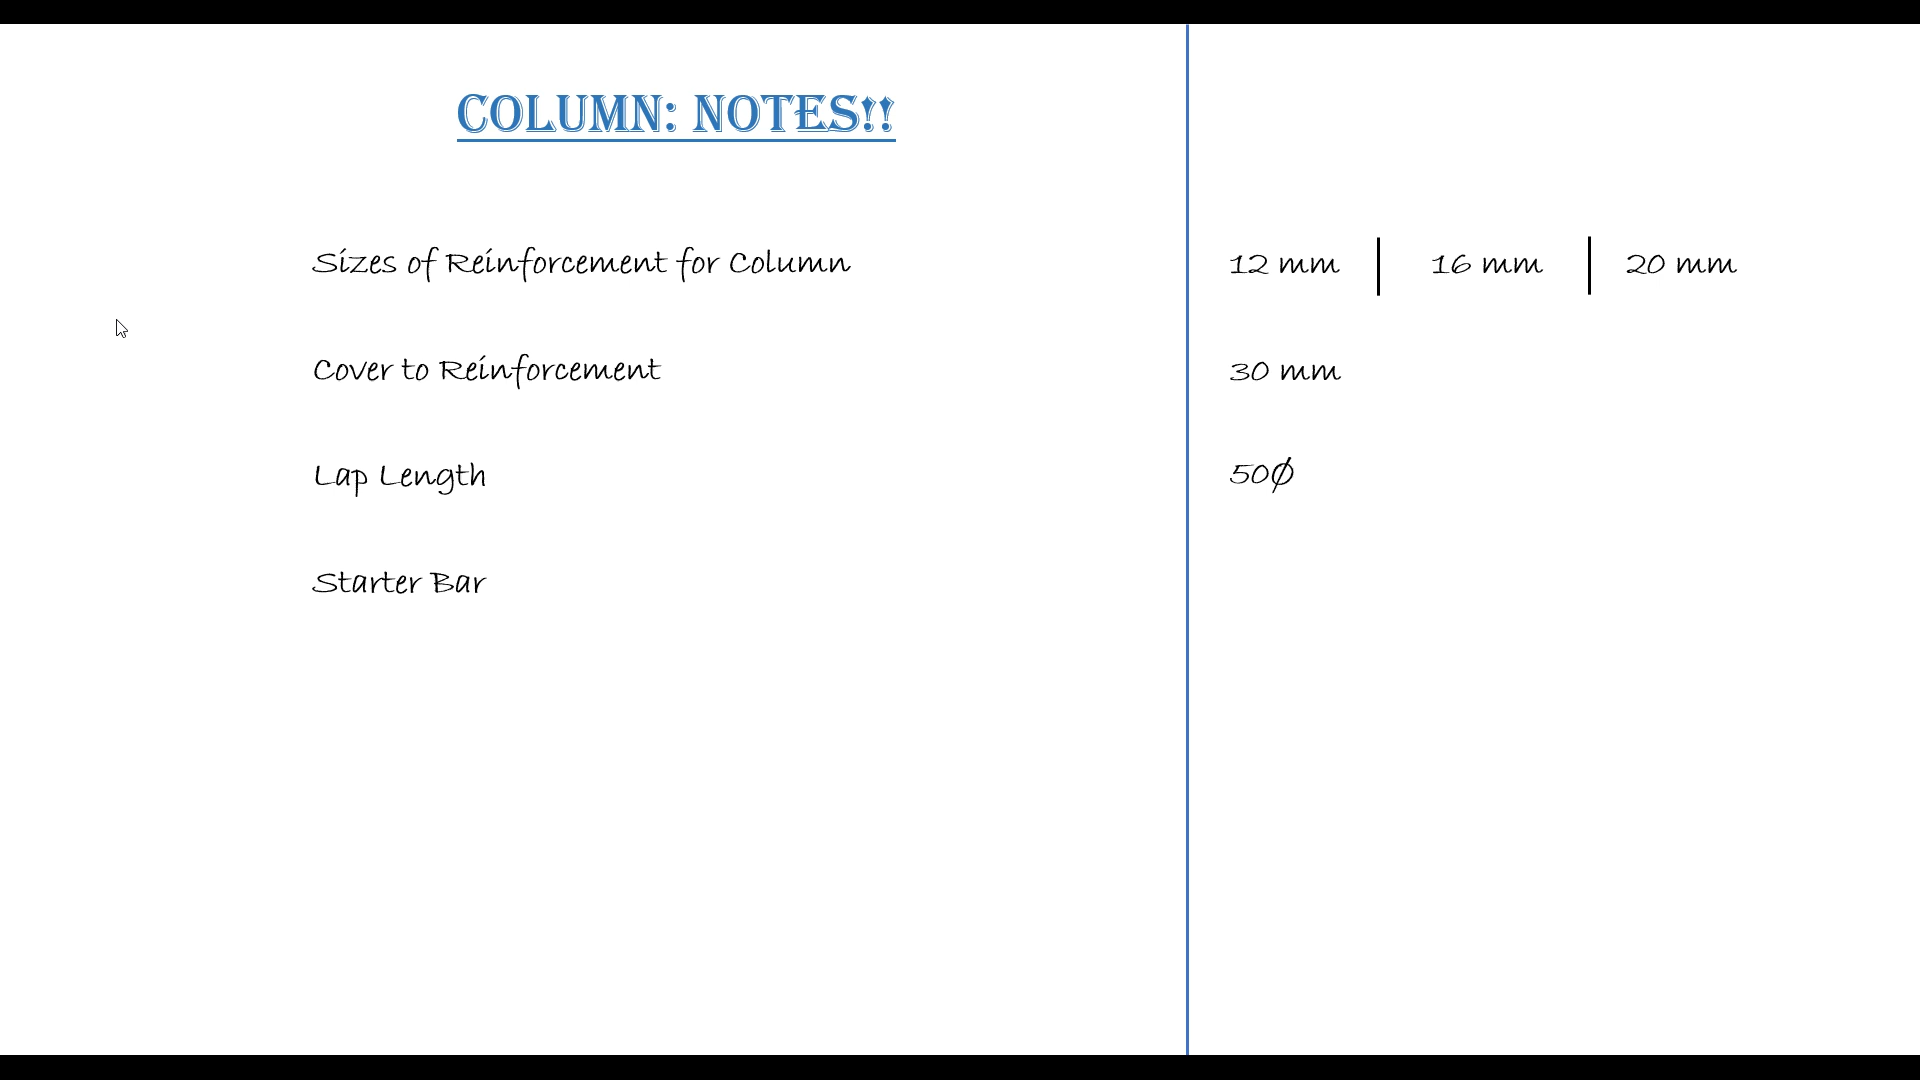 COLUMN: NOTES!!
Sizes of Reinforcement for Column 12 mm | 16 mm | 20 mm
Cover to Reinforcement 30 mm
Lap Length 50Ø
Starter Bar